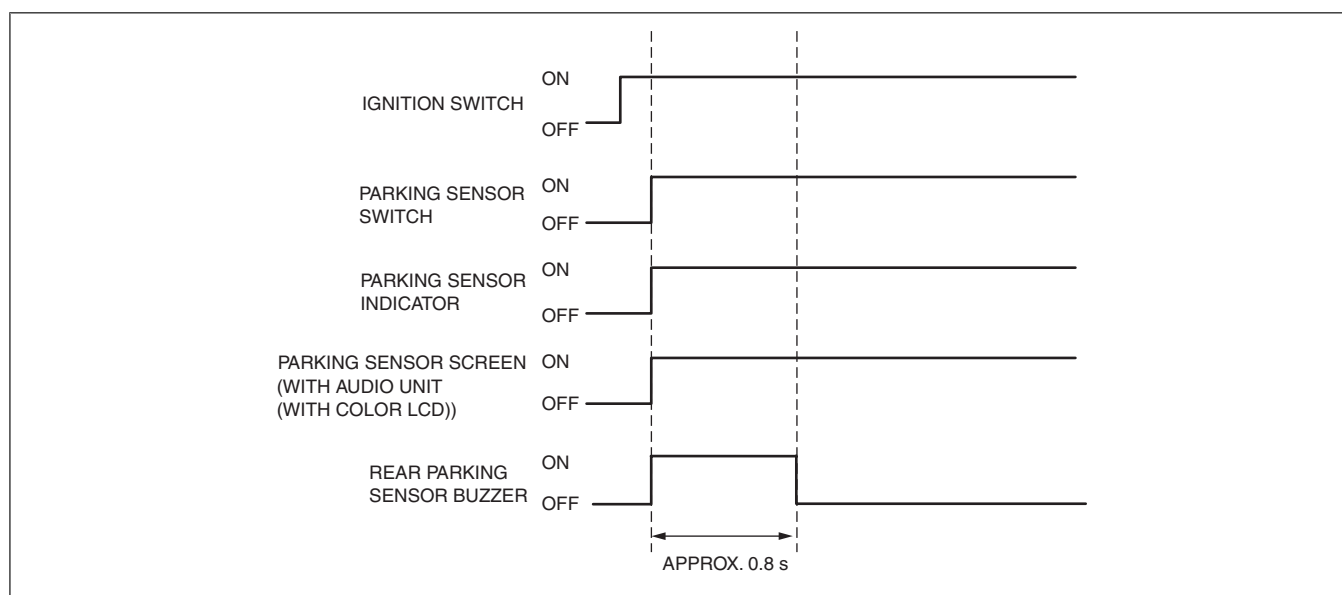 ON
IGNITION SWITCH
OFF
ON
PARKING SENSOR
SWITCH
OFF
ON
PARKING SENSOR
INDICATOR
OFF
PARKING SENSOR SCREEN
ON
(WITH AUDIO UNIT
(WITH COLOR LCD))
OFF
ON
REAR PARKING
SENSOR BUZZER
OFF
APPROX. 0.8 s